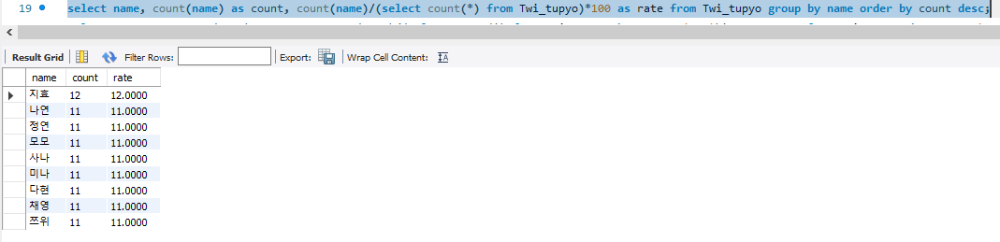 19
select name, count(name) as count, count(name)/(select count(*) from Twi_tupyo)*100 as rate from Twi_tupyo group by name order by count desc;
Result Grid Filter Rows: Export: Wrap Cell Content:
name count rate
지효 12 12.0000
나연 11 11.0000
정연 11 11.0000
모모 11 11.0000
사나 11 11.0000
미나 11 11.0000
다현 11 11.0000
채영 11 11.0000
쯔위 11 11.0000